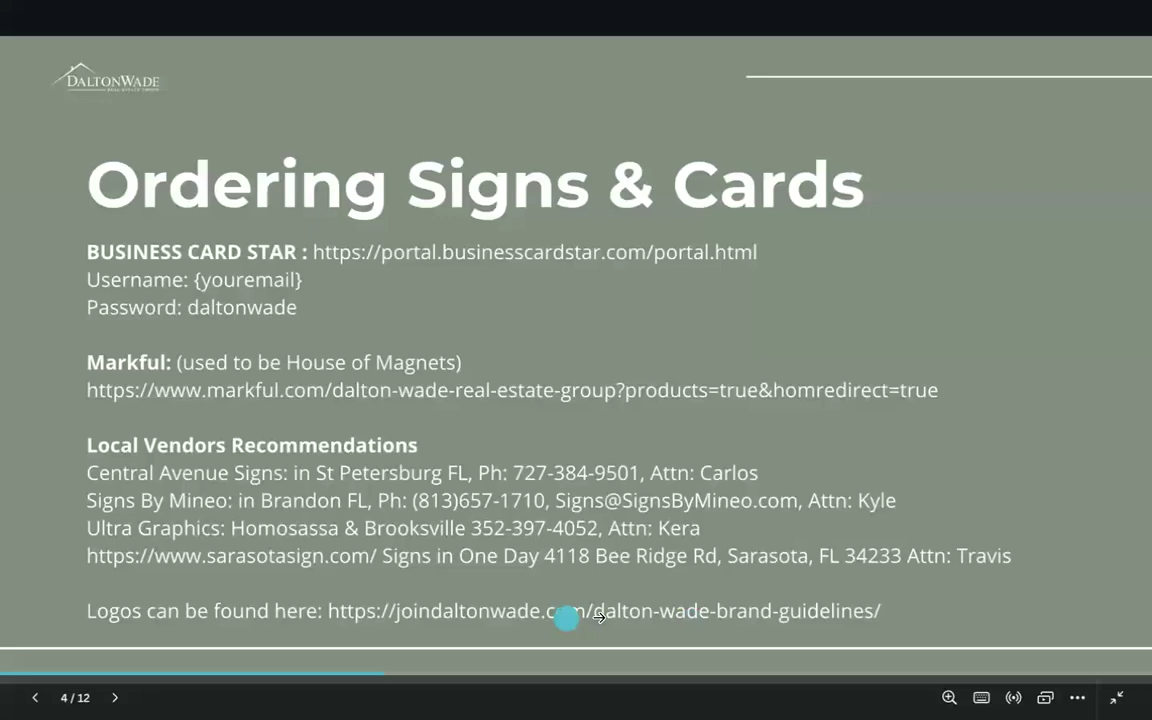 DALTONWADE
REAL ESTATE GROUP
Ordering Signs & Cards
BUSINESS CARD STAR : https://portal.businesscardstar.com/portal.html
Username: {youremail}
Password: daltonwade
Markful: (used to be House of Magnets)
https://www.markful.com/dalton-wade-real-estate-group?products=true&homredirect=true
Local Vendors Recommendations
Central Avenue Signs: in St Petersburg FL, Ph: 727-384-9501, Attn: Carlos
Signs By Mineo: in Brandon FL, Ph: (813)657-1710, Signs@SignsByMineo.com, Attn: Kyle
Ultra Graphics: Homosassa & Brooksville 352-397-4052, Attn: Kera
https://www.sarasotasign.com/ Signs in One Day 4118 Bee Ridge Rd, Sarasota, FL 34233 Attn: Travis
Logos can be found here: https://joindaltonwade.com/dalton-wade-brand-guidelines/
4 / 12